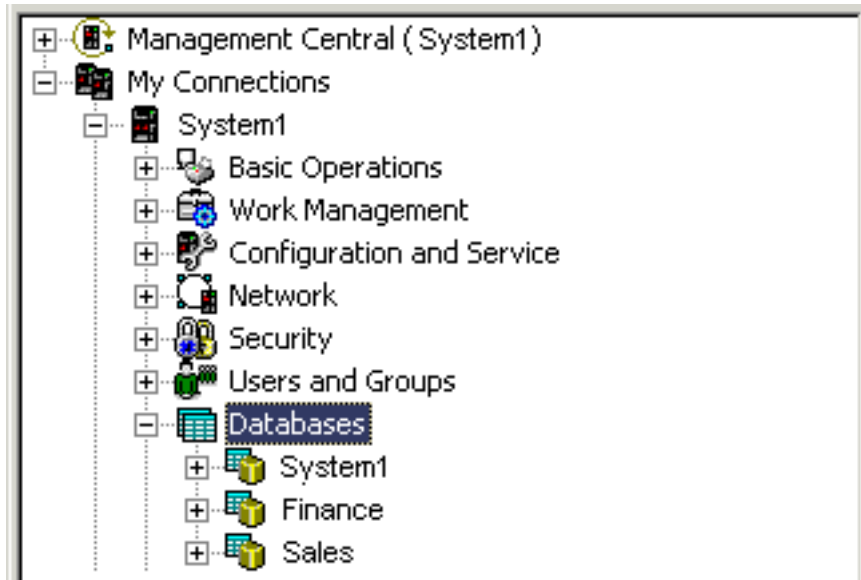 Management Central ( System1)
My Connections
System1
Basic Operations
Work Management
Configuration and Service
Network
Security
Users and Groups
Databases
System1
Finance
Sales